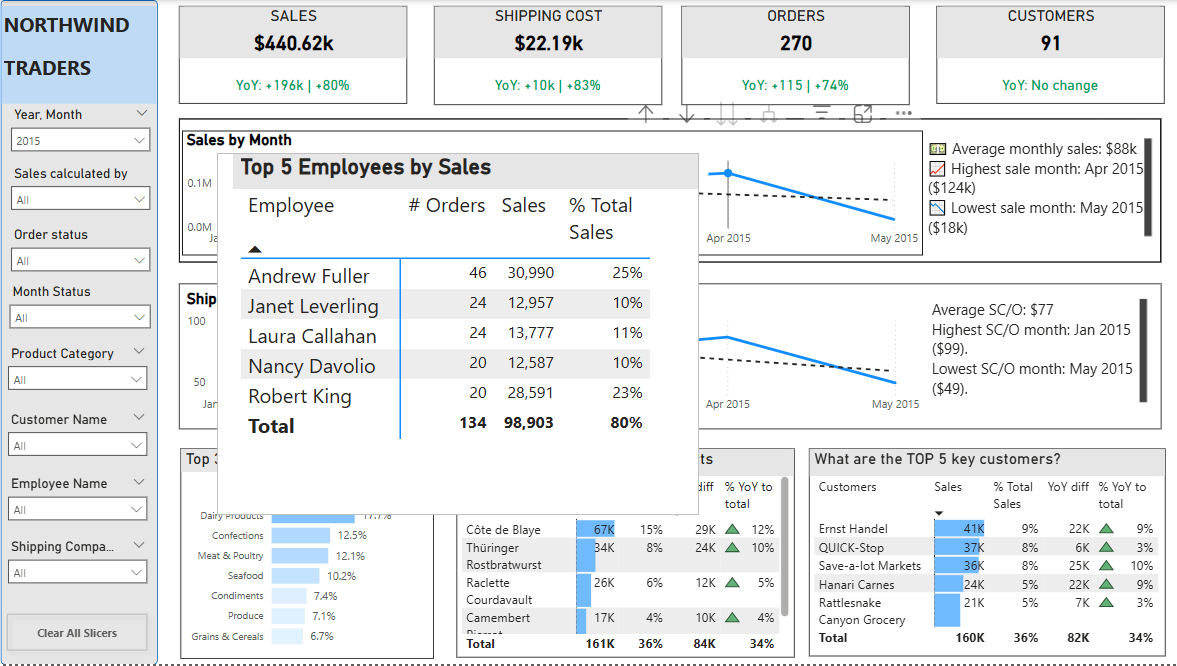 NORTHWIND
TRADERS
Year, Month
2015
Sales calculated by
All
Order status
All
Month Status
All
Product Category
All
Customer Name
All
Employee Name
All
Shipping Compa...
All
Clear All Slicers
SALES
$440.62k
YoY: +196k | +80%
SHIPPING COST
$22.19k
YoY: +10k | +83%
ORDERS
270
YoY: +115 | +74%
CUSTOMERS
91
YoY: No change
Sales by Month
0.1M
0.0M
Ja
Apr 2015
May 2015
Average monthly sales: $88k
Highest sale month: Apr 2015
($124k)
Lowest sale month: May 2015
($18k)
Top 5 Employees by Sales
Employee # Orders Sales % Total
Sales
Andrew Fuller 46 30,990 25%
Janet Leverling 24 12,957 10%
Laura Callahan 24 13,777 11%
Nancy Davolio 20 12,587 10%
Robert King 20 28,591 23%
Total 134 98,903 80%
Ship
100
50
Jan
Apr 2015
May 2015
Average SC/O: $77
Highest SC/O month: Jan 2015
($99).
Lowest SC/O month: May 2015
($49).
Top
Dairy Products 17.7%
Confections 12.5%
Meat & Poultry 12.1%
Seafood 10.2%
Condiments 7.4%
Produce 7.1%
Grains & Cereals 6.7%
ts
diff % YoY to
total
Côte de Blaye 67K 15% 29K 12%
Thüringer 34K 8% 24K 10%
Rostbratwurst
Raclette 26K 6% 12K 5%
Courdavault
Camembert 17K 4% 10K 4%
Pierrot
Total 161K 36% 84K 34%
What are the TOP 5 key customers?
Customers Sales % Total YoY diff % YoY to
Sales total
Ernst Handel 41K 9% 22K 9%
QUICK-Stop 37K 8% 6K 3%
Save-a-lot Markets 36K 8% 25K 10%
Hanari Carnes 24K 5% 22K 9%
Rattlesnake 21K 5% 7K 3%
Canyon Grocery
Total 160K 36% 82K 34%